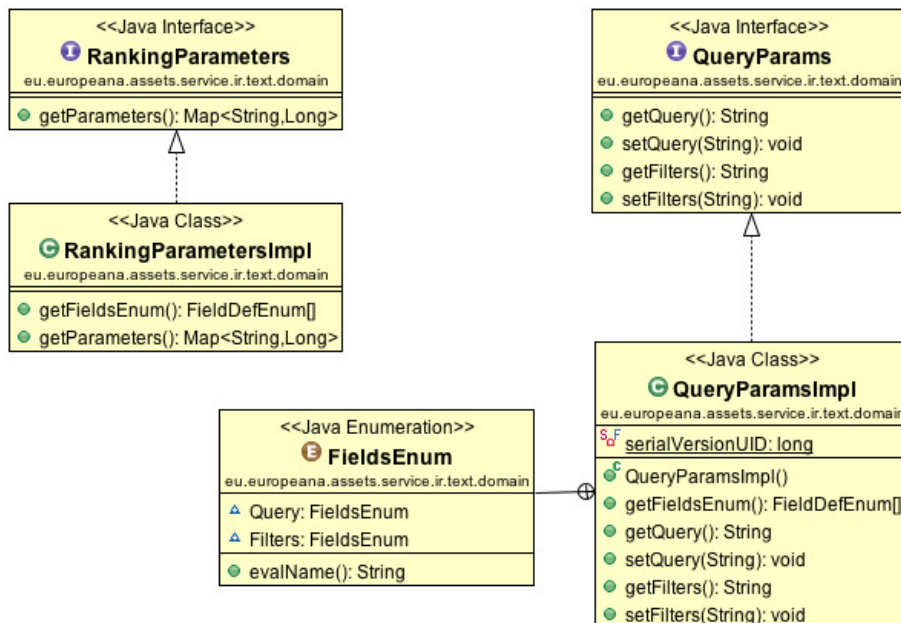 <<Java Interface>>
I RankingParameters
eu.europeana.assets.service.ir.text.domain
getParameters(): Map<String,Long>
<<Java Class>>
C RankingParametersImpl
eu.europeana.assets.service.ir.text.domain
getFieldsEnum(): FieldDefEnum[]
getParameters(): Map<String,Long>
<<Java Interface>>
I QueryParams
eu.europeana.assets.service.ir.text.domain
getQuery(): String
setQuery(String): void
getFilters(): String
setFilters(String): void
<<Java Enumeration>>
E FieldsEnum
eu.europeana.assets.service.ir.text.domain
Query: FieldsEnum
Filters: FieldsEnum
evalName(): String
<<Java Class>>
C QueryParamsImpl
eu.europeana.assets.service.ir.text.domain
S F serialVersionUID: long
C QueryParamsImpl()
getFieldsEnum(): FieldDefEnum[]
getQuery(): String
setQuery(String): void
getFilters(): String
setFilters(String): void